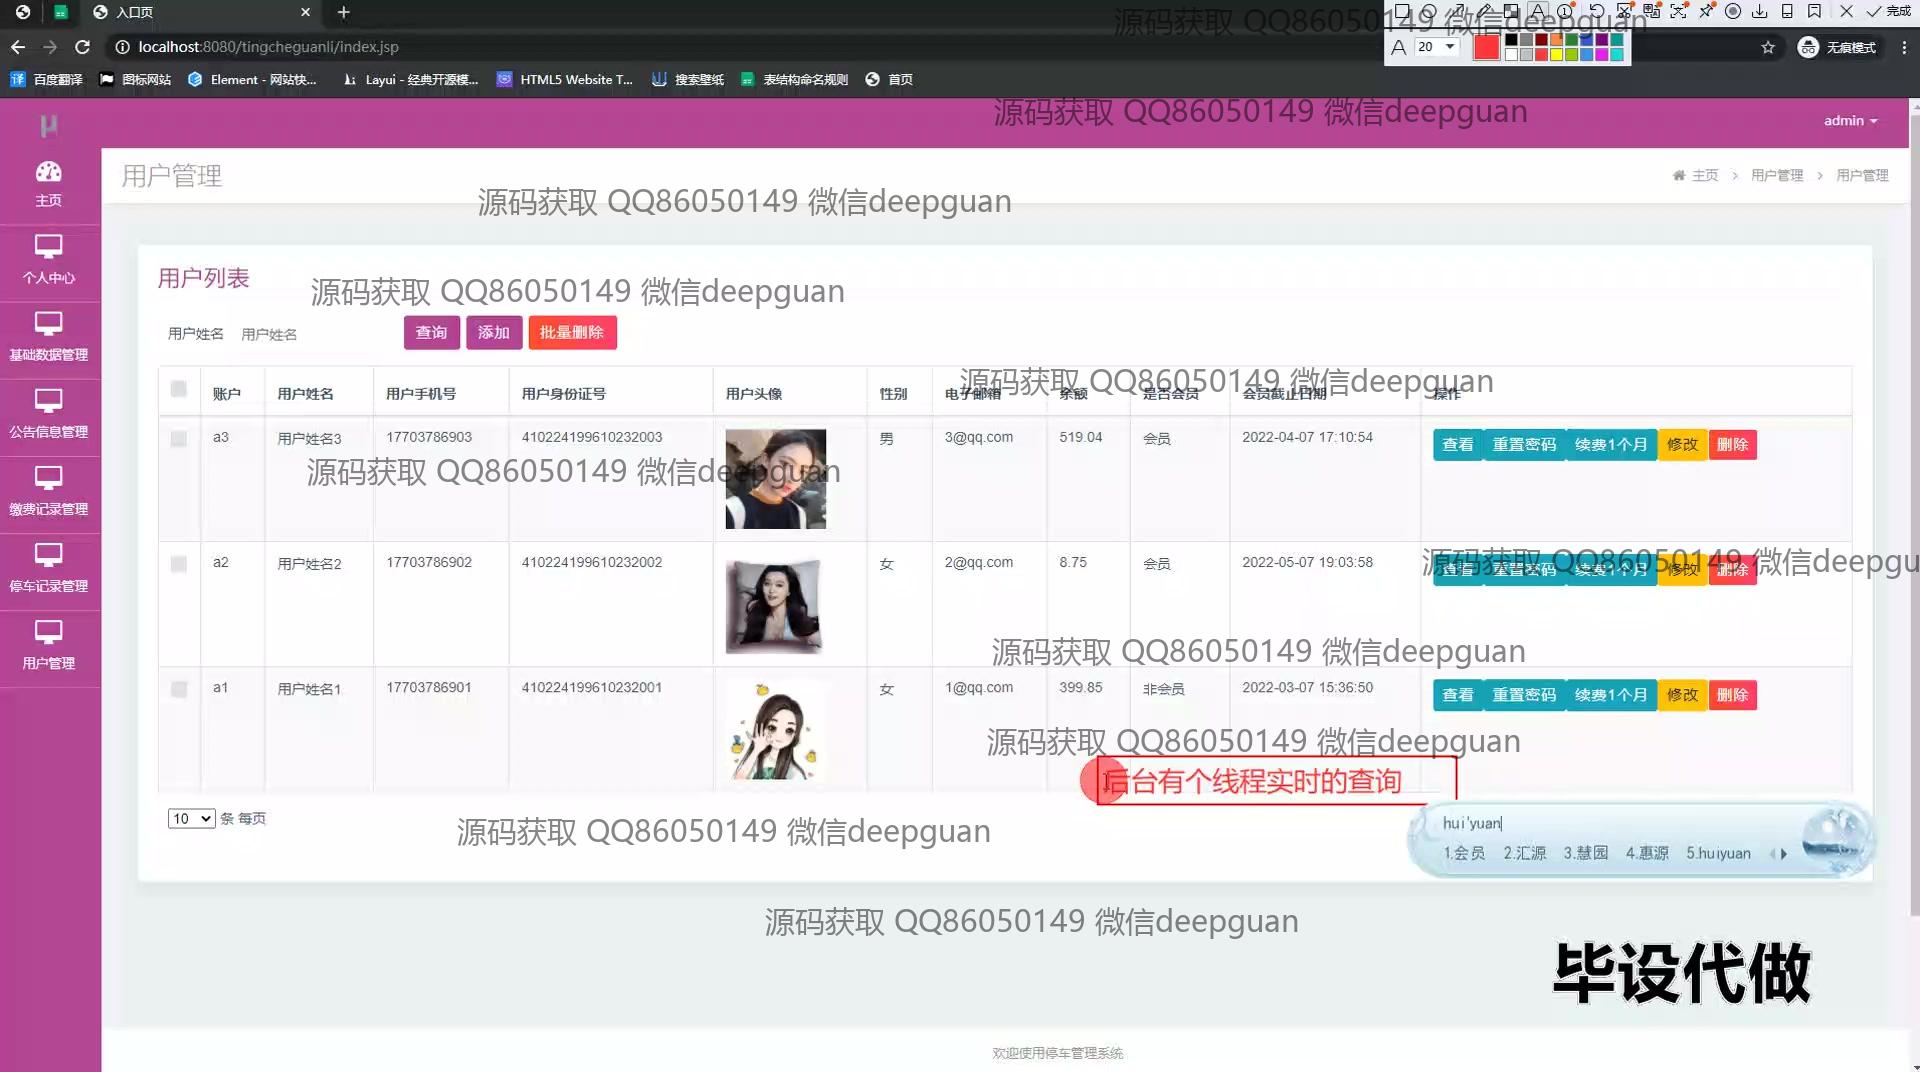 入口页
源码获取 QQ86050149 微信deepguan
完成
localhost:8080/tingcheguanli/index.jsp
A 20
无痕模式
百度翻译 图标网站 Element - 网站快... Layui - 经典开源模... HTML5 Website T... 搜索壁纸 表结构命名规则 首页
源码获取 QQ86050149 微信deepguan
admin
主页
用户管理
主页 > 用户管理 > 用户管理
源码获取 QQ86050149 微信deepguan
个人中心
用户列表
源码获取 QQ86050149 微信deepguan
基础数据管理
用户姓名 用户姓名 查询 添加 批量删除
源码获取 QQ86050149 微信deepguan
账户 用户姓名 用户手机号 用户身份证号 用户头像 性别 电子邮箱 余额 是否会员 会员截止日期 操作
公告信息管理
a3 用户姓名3 17703786903 410224199610232003 男 3@qq.com 519.04 会员 2022-04-07 17:10:54 查看 重置密码 续费1个月 修改 删除
源码获取 QQ86050149 微信deepguan
缴费记录管理
a2 用户姓名2 17703786902 410224199610232002 女 2@qq.com 8.75 会员 2022-05-07 19:03:58 查看 重置密码 续费1个月 修改 删除
源码获取 QQ86050149 微信deepgu
停车记录管理
源码获取 QQ86050149 微信deepguan
用户管理
a1 用户姓名1 17703786901 410224199610232001 女 1@qq.com 399.85 非会员 2022-03-07 15:36:50 查看 重置密码 续费1个月 修改 删除
源码获取 QQ86050149 微信deepguan
后台有个线程实时的查询
10 条 每页
源码获取 QQ86050149 微信deepguan
hui'yuan
1.会员 2.汇源 3.慧园 4.惠源 5.huiyuan
源码获取 QQ86050149 微信deepguan
毕设代做
欢迎使用停车管理系统